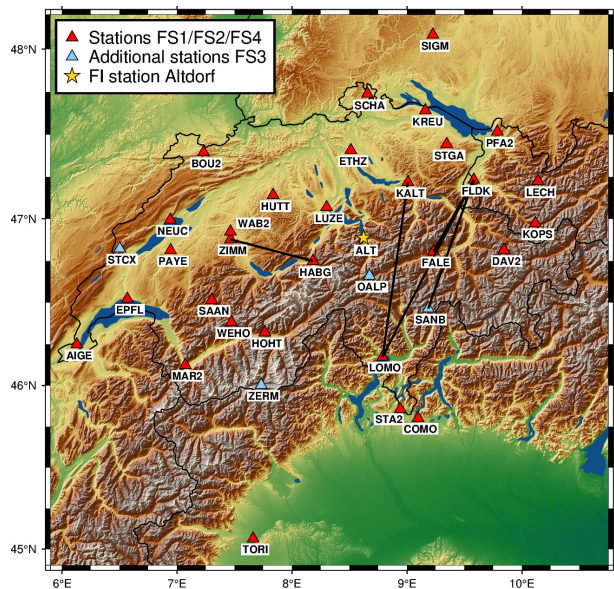 48°N
47°N
46°N
45°N
6°E
7°E
8°E
9°E
10°E
Stations FS1/FS2/FS4
Additional stations FS3
FI station Altdorf
SIGM
SCHA
KREU
PFA2
BOU2
ETHZ
STGA
KALT
FLDK
LECH
HUTT
LUZE
NEUC
WAB2
ZIMM
ALT
KOPS
STCX
PAYE
HABG
FALE
DAV2
OALP
EPFL
SAAN
SANB
WEHO
HOHT
AIGE
MAR2
LOMO
ZERM
STA2
COMO
TORI